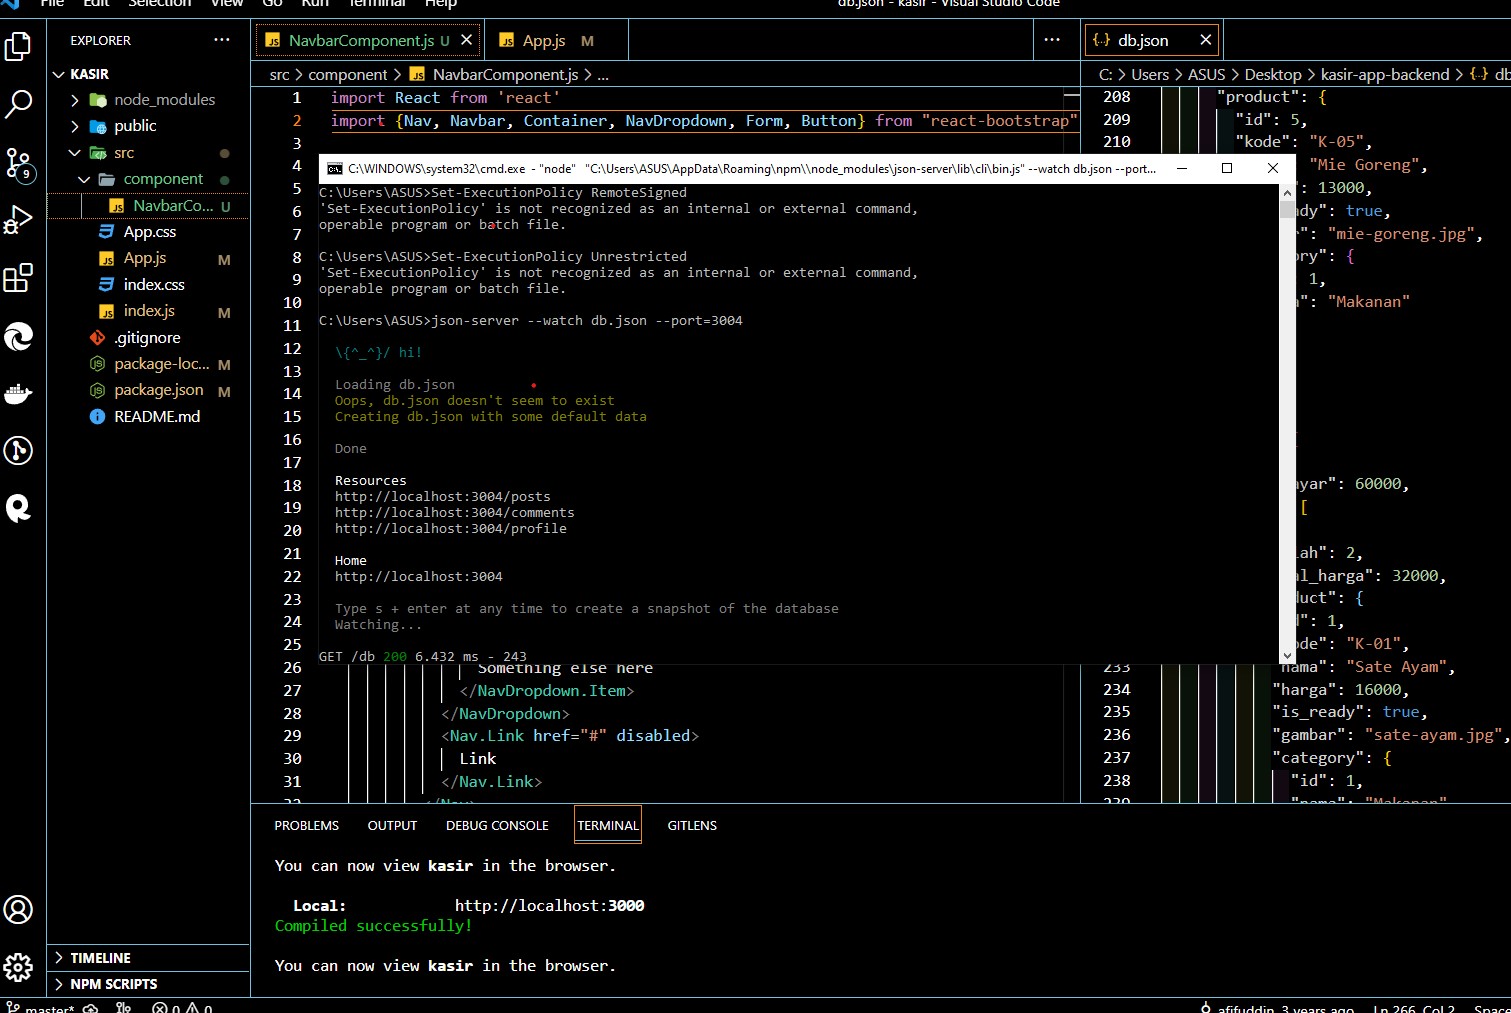 File Edit Selection View Go Run Terminal Help
db.json - kasir - Visual Studio Code
EXPLORER
KASIR
node_modules
public
src
component
NavbarCo... U
App.css
App.js M
index.css
index.js M
.gitignore
package-loc... M
package.json M
README.md
TIMELINE
NPM SCRIPTS
9
NavbarComponent.js U
App.js M
src > component > NavbarComponent.js > ...
1 import React from 'react'
2 import {Nav, Navbar, Container, NavDropdown, Form, Button} from "react-bootstrap"
3
4
5
6
7
8
9
10
11
12
13
14
15
16
17
18
19
20
21
22
23
24
25
26 Something else here
27 </NavDropdown.Item>
28 </NavDropdown>
29 <Nav.Link href="#" disabled>
30 Link
31 </Nav.Link>
C:\WINDOWS\system32\cmd.exe - "node" "C:\Users\ASUS\AppData\Roaming\npm\\node_modules\json-server\lib\cli\bin.js" --watch db.json --port...
C:\Users\ASUS>Set-ExecutionPolicy RemoteSigned
'Set-ExecutionPolicy' is not recognized as an internal or external command,
operable program or batch file.
C:\Users\ASUS>Set-ExecutionPolicy Unrestricted
'Set-ExecutionPolicy' is not recognized as an internal or external command,
operable program or batch file.
C:\Users\ASUS>json-server --watch db.json --port=3004
\{^_^}/ hi!
Loading db.json
Oops, db.json doesn't seem to exist
Creating db.json with some default data
Done
Resources
http://localhost:3004/posts
http://localhost:3004/comments
http://localhost:3004/profile
Home
http://localhost:3004
Type s + enter at any time to create a snapshot of the database
Watching...
GET /db 200 6.432 ms - 243
{..} db.json
C: > Users > ASUS > Desktop > kasir-app-backend > {..} db
208 "product": {
209 "id": 5,
210 "kode": "K-05",
"Mie Goreng",
: 13000,
dy": true,
": "mie-goreng.jpg",
ory": {
1,
": "Makanan"
ayar": 60000,
[
lah": 2,
al_harga": 32000,
duct": {
": 1,
ode": "K-01",
233 "nama": "Sate Ayam",
234 "harga": 16000,
235 "is_ready": true,
236 "gambar": "sate-ayam.jpg",
237 "category": {
238 "id": 1,
239 "nama": "Makanan"
PROBLEMS OUTPUT DEBUG CONSOLE TERMINAL GITLENS
You can now view kasir in the browser.
Local: http://localhost:3000
Compiled successfully!
You can now view kasir in the browser.
master* 0 0
afifuddin, 3 years ago Ln 266, Col 2 Space